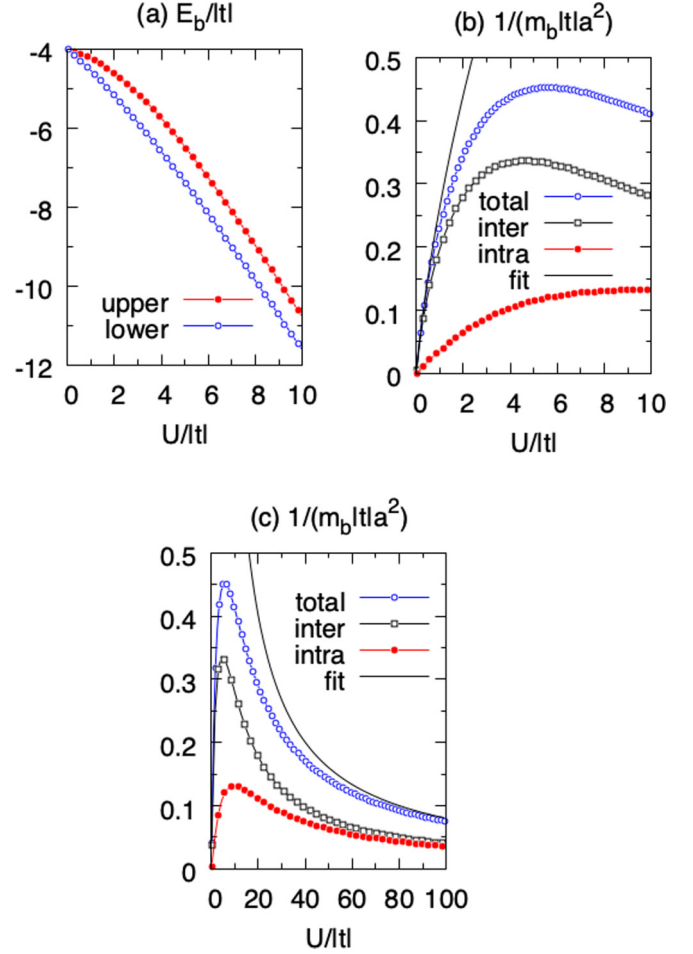 (a) E_b/|t|
-4
-6
-8
-10
-12
upper
lower
0 2 4 6 8 10
U/|t|
(b) 1/(m_b|t|a²)
0.5
0.4
0.3
0.2
0.1
0
total
inter
intra
fit
0 2 4 6 8 10
U/|t|
(c) 1/(m_b|t|a²)
0.5
0.4
0.3
0.2
0.1
0
total
inter
intra
fit
0 20 40 60 80 100
U/|t|